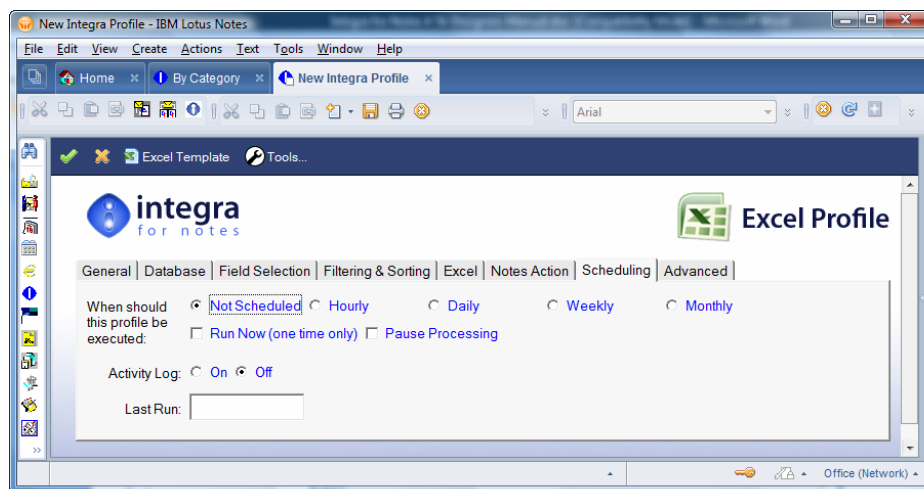 New Integra Profile - IBM Lotus Notes
File Edit View Create Actions Text Tools Window Help
Home By Category New Integra Profile
Arial
Excel Template Tools...
integra
for notes
Excel Profile
General Database Field Selection Filtering & Sorting Excel Notes Action Scheduling Advanced
When should this profile be executed:
Not Scheduled Hourly Daily Weekly Monthly
Run Now (one time only) Pause Processing
Activity Log: On Off
Last Run:
Office (Network)